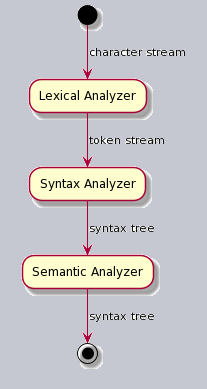 character stream
Lexical Analyzer
token stream
Syntax Analyzer
syntax tree
Semantic Analyzer
syntax tree